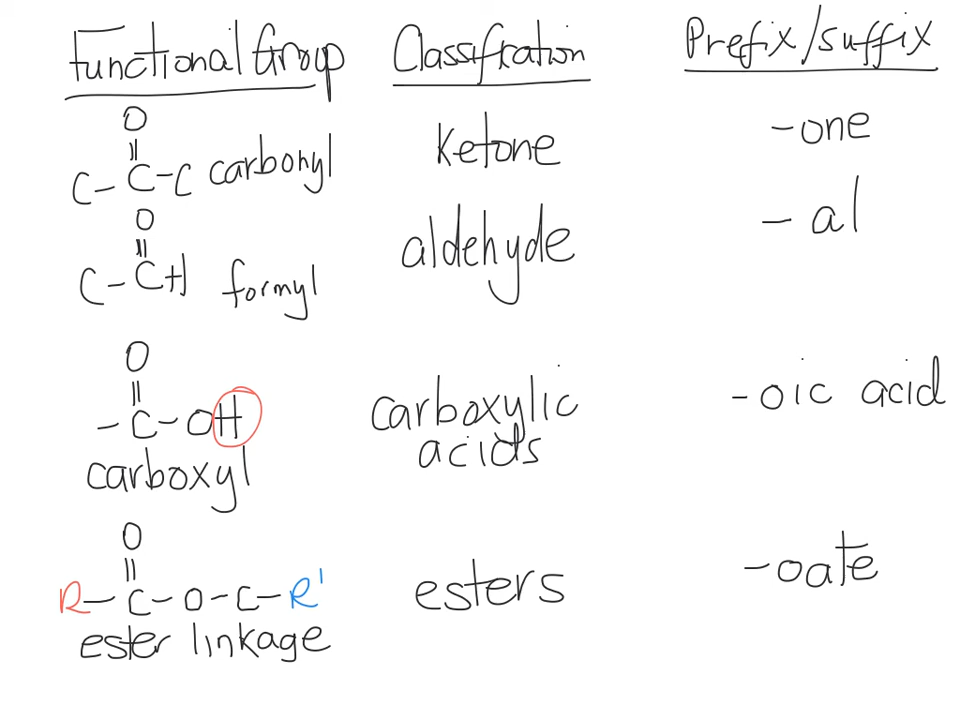 Functional Group Classification Prefix/suffix
O
||
C-C-C carbonyl ketone -one
O
||
C-CH formyl aldehyde -al
O
||
-C-OH carboxylic -oic acid
carboxyl acids
O
||
R-C-O-C-R' esters -oate
ester linkage